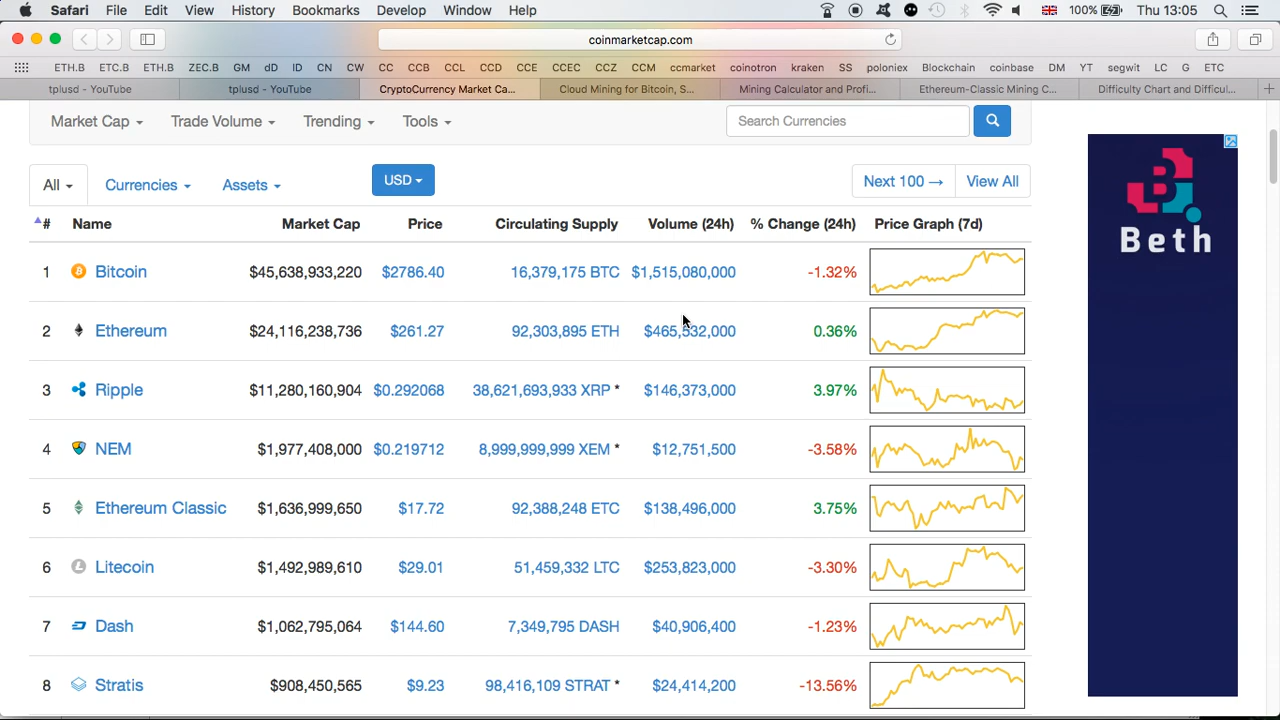 Safari File Edit View History Bookmarks Develop Window Help 100% Thu 13:05
coinmarketcap.com
ETH.B ETC.B ETH.B ZEC.B GM dD ID CN CW CC CCB CCL CCD CCE CCEC CCZ CCM ccmarket coinotron kraken SS poloniex Blockchain coinbase DM YT segwit LC G ETC
tplusd - YouTube tplusd - YouTube CryptoCurrency Market Ca... Cloud Mining for Bitcoin, S... Mining Calculator and Profi... Ethereum-Classic Mining C... Difficulty Chart and Difficul... +
Market Cap Trade Volume Trending Tools Search Currencies
All Currencies Assets USD Next 100 → View All
# Name Market Cap Price Circulating Supply Volume (24h) % Change (24h) Price Graph (7d)
1 Bitcoin $45,638,933,220 $2786.40 16,379,175 BTC $1,515,080,000 -1.32%
2 Ethereum $24,116,238,736 $261.27 92,303,895 ETH $465,532,000 0.36%
3 Ripple $11,280,160,904 $0.292068 38,621,693,933 XRP * $146,373,000 3.97%
4 NEM $1,977,408,000 $0.219712 8,999,999,999 XEM * $12,751,500 -3.58%
5 Ethereum Classic $1,636,999,650 $17.72 92,388,248 ETC $138,496,000 3.75%
6 Litecoin $1,492,989,610 $29.01 51,459,332 LTC $253,823,000 -3.30%
7 Dash $1,062,795,064 $144.60 7,349,795 DASH $40,906,400 -1.23%
8 Stratis $908,450,565 $9.23 98,416,109 STRAT * $24,414,200 -13.56%
Beth